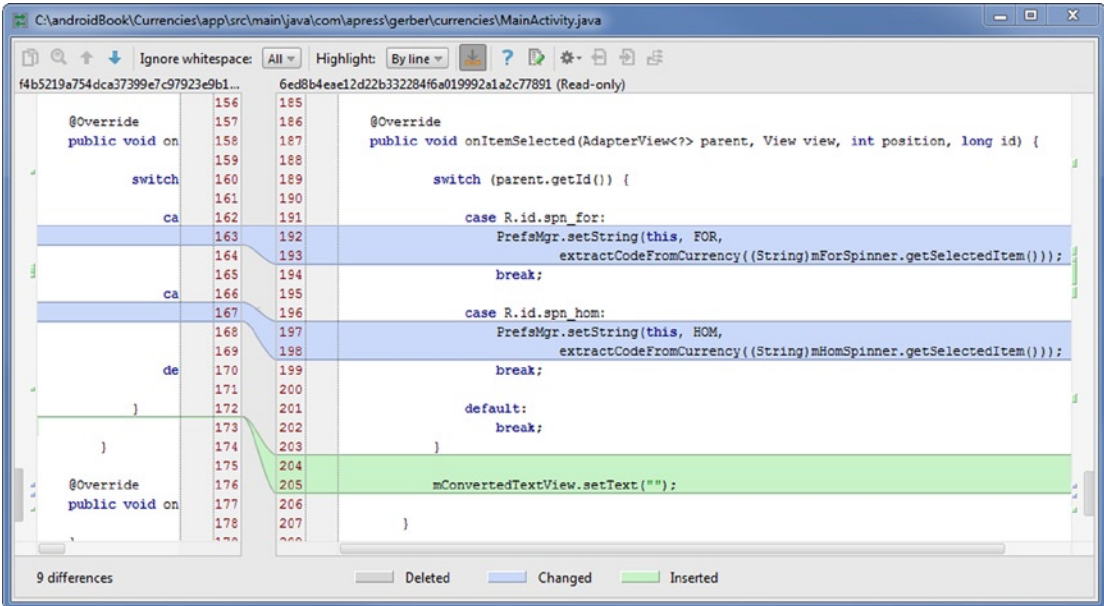 C:\androidBook\Currencies\app\src\main\java\com\apress\gerber\currencies\MainActivity.java
Ignore whitespace: All Highlight: By line ?
f4b5219a754dca37399e7c97923e9b1... 6ed8b4eae12d22b332284f6a019992a1a2c77891 (Read-only)
156 185
@Override 157 186 @Override
public void on 158 187 public void onItemSelected(AdapterView<?> parent, View view, int position, long id) {
159 188
switch 160 189 switch (parent.getId()) {
161 190
ca 162 191 case R.id.spn_for:
163 192 PrefsMgr.setString(this, FOR,
164 193 extractCodeFromCurrency((String)mForSpinner.getSelectedItem()));
165 194 break;
ca 166 195
167 196 case R.id.spn_hom:
168 197 PrefsMgr.setString(this, HOM,
169 198 extractCodeFromCurrency((String)mHomSpinner.getSelectedItem()));
de 170 199 break;
171 200
} 172 201 default:
173 202 break;
} 174 203 }
175 204
@Override 176 205 mConvertedTextView.setText("");
public void on 177 206
178 207 }
9 differences Deleted Changed Inserted